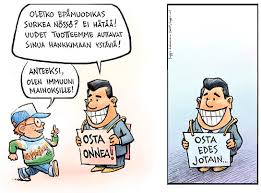 OLETKO EPÄMUODIKAS
SURKEA NÖSSÖ? EI HÄTÄÄ!
UUDET TUOTTEEMME AUTTAVAT
SINUA HANKKIMAAN YSTÄVIÄ!
ANTEEKSI,
OLEN IMMUUNI
MAINOKSILLE!
OSTA
ONNEA!
OSTA
EDES
JOTAIN...